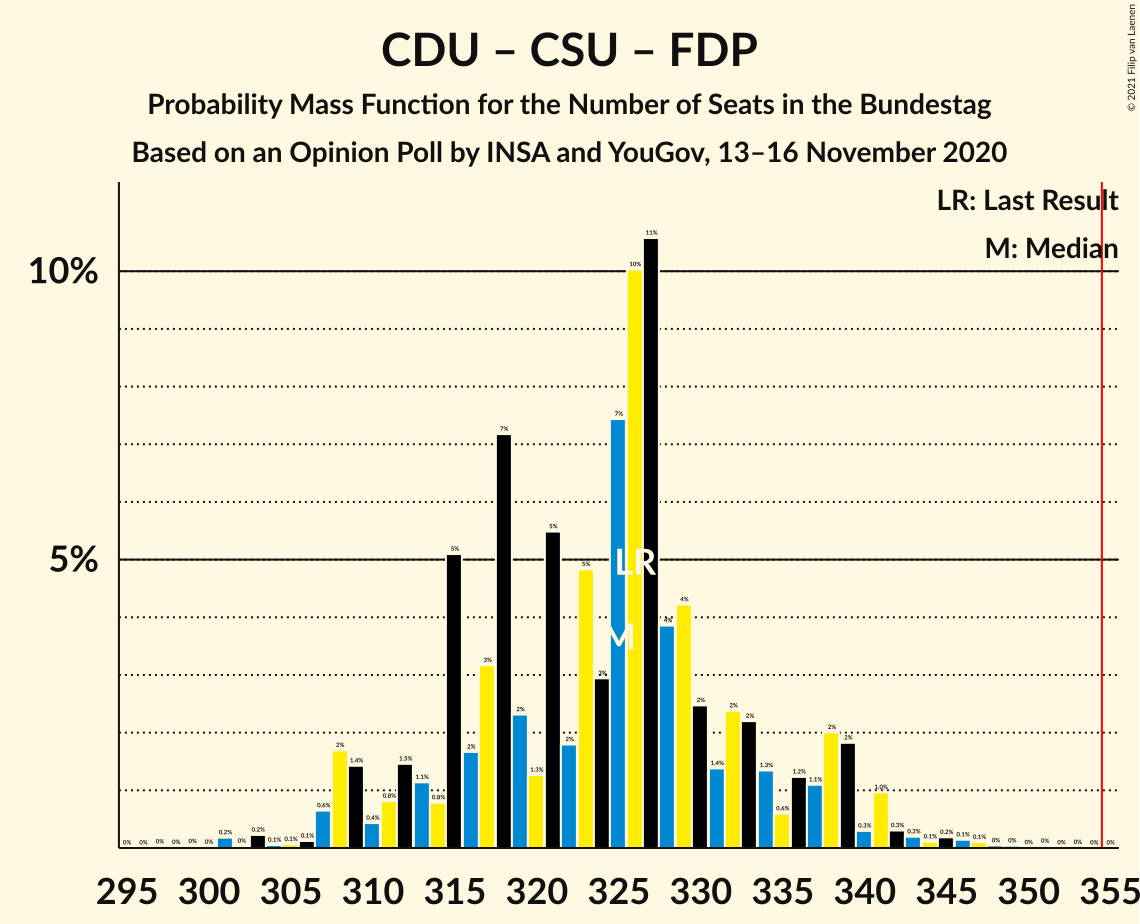 CDU – CSU – FDP
Probability Mass Function for the Number of Seats in the Bundestag
Based on an Opinion Poll by INSA and YouGov, 13–16 November 2020
© 2021 Filip van Laenen
LR: Last Result
M: Median
10%
5%
LR
M
0% 0% 0% 0% 0% 0% 0.2% 0% 0.2% 0.1% 0.1% 0.1% 0.6% 2% 1.4% 0.4% 0.8% 1.5% 1.1% 0.8% 5% 2% 3% 7% 2% 1.3% 5% 2% 5% 3% 7% 10% 11% 4% 4% 2% 1.4% 2% 2% 1.3% 0.6% 1.2% 1.1% 2% 2% 0.3% 1.0% 0.3% 0.2% 0.1% 0.2% 0.1% 0.1% 0% 0% 0% 0% 0% 0% 0% 0%
295 300 305 310 315 320 325 330 335 340 345 350 355